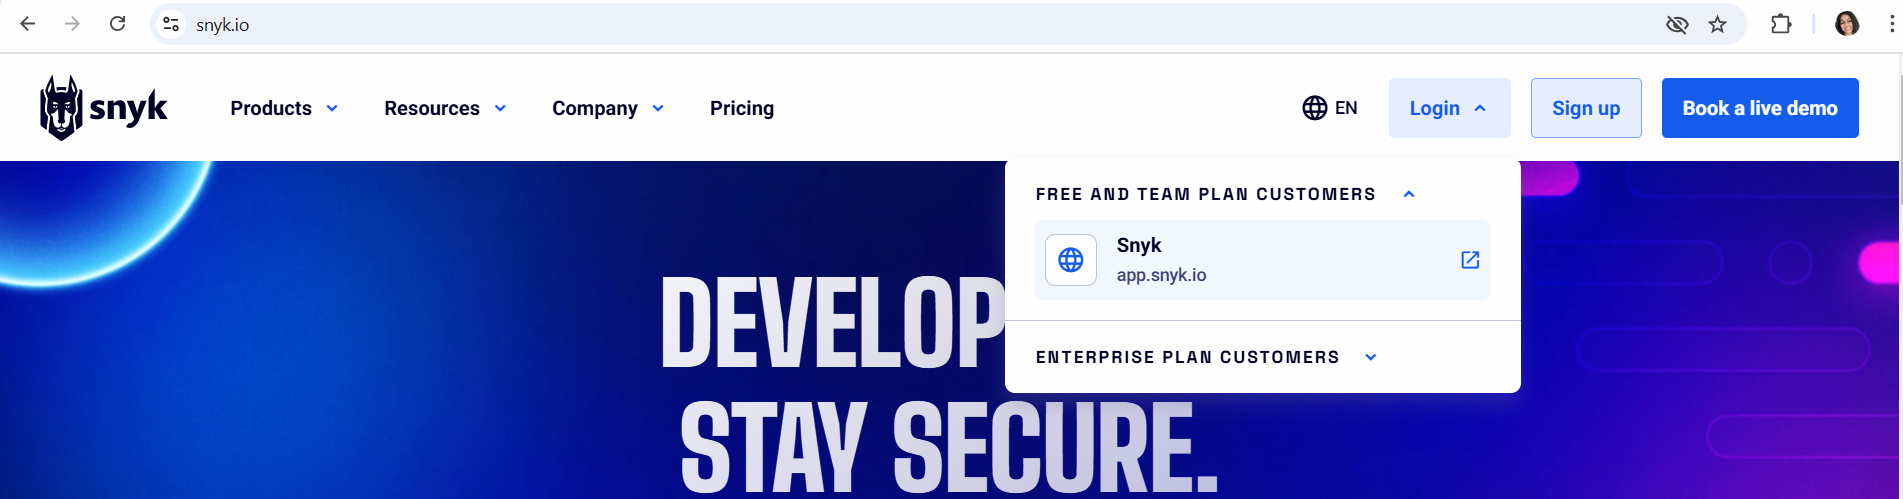 snyk.io
snyk Products Resources Company Pricing EN Login Sign up Book a live demo
FREE AND TEAM PLAN CUSTOMERS
Snyk
app.snyk.io
ENTERPRISE PLAN CUSTOMERS
DEVELOP
STAY SECURE.